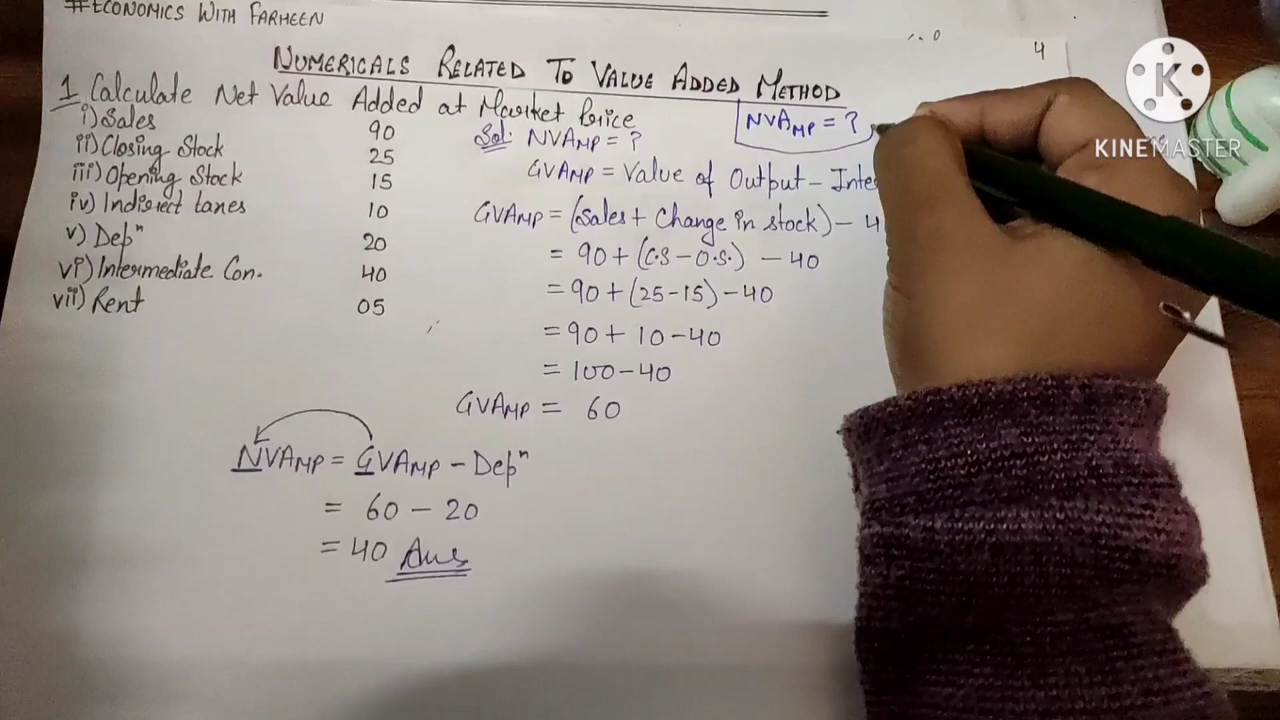 #ECONOMICS WITH FARHEEN
4
NUMERICALS RELATED TO VALUE ADDED METHOD
1 Calculate Net Value Added at Market Price
i) Sales 90
ii) Closing Stock 25
iii) Opening Stock 15
iv) Indirect Taxes 10
v) Depⁿ 20
vi) Intermediate Con. 40
vii) Rent 05
Sol: NVAMP = ?
NVAMP = ?
GVAMP = Value of Output - Inte
GVAMP = (Sales + Change in stock) - 4
= 90 + (C.S - O.S.) - 40
= 90 + (25-15) - 40
= 90 + 10 - 40
= 100 - 40
GVAMP = 60
NVAMP = GVAMP - Depⁿ
= 60 - 20
= 40 Ans
K
KINEMASTER